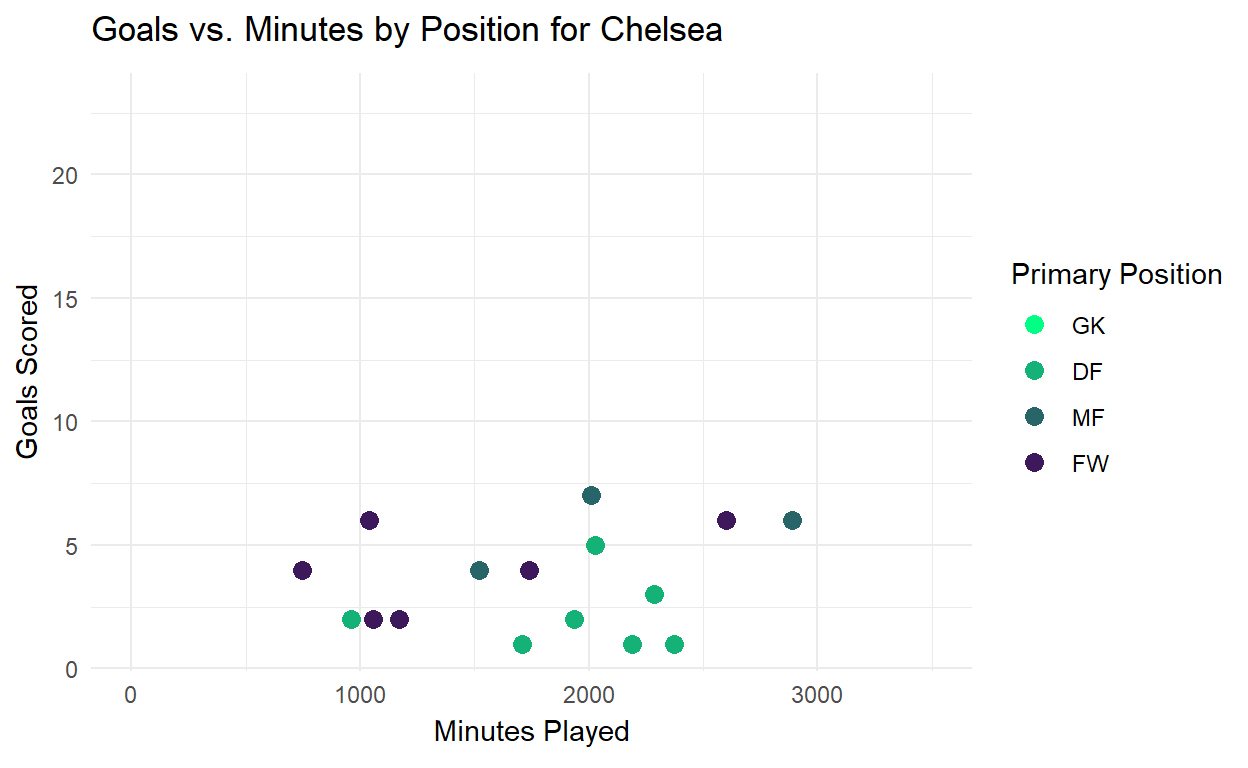 Goals vs. Minutes by Position for Chelsea
20
15
10
5
0
Goals Scored
0 1000 2000 3000
Minutes Played
Primary Position
GK
DF
MF
FW